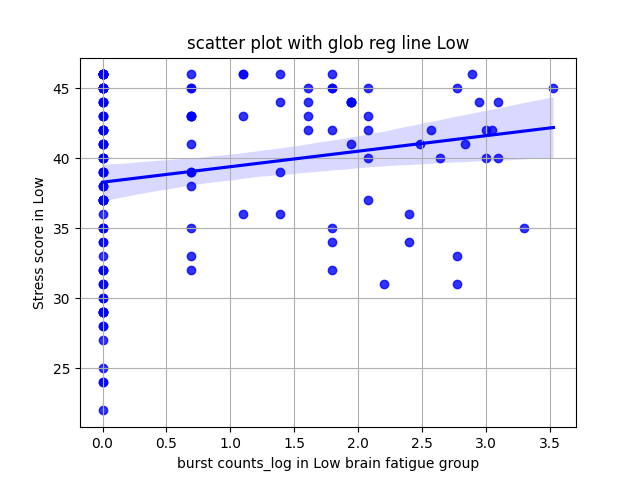 scatter plot with glob reg line Low
Stress score in Low
45
40
35
30
25
0.0 0.5 1.0 1.5 2.0 2.5 3.0 3.5
burst counts_log in Low brain fatigue group